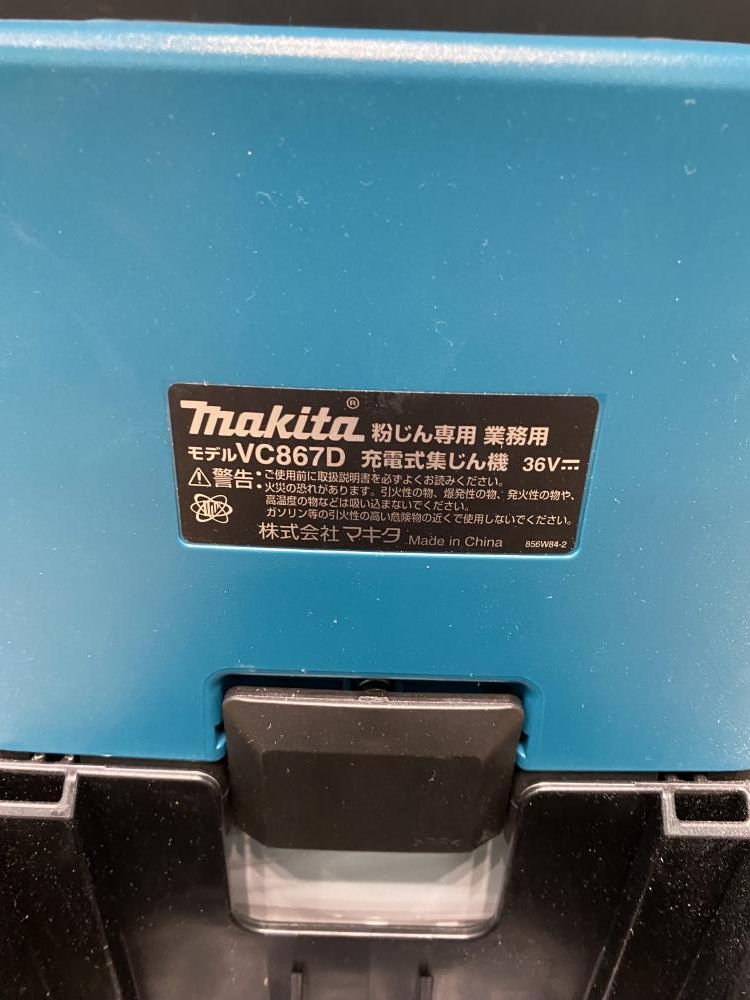 makita® 粉じん専用 業務用
モデルVC867D 充電式集じん機 36V
警告:ご使用前に取扱説明書を必ずよくお読みください。
火災の恐れがあります。引火性の物、爆発性の物、発火性の物や、
高温度の物などは吸い込まないでください。
ガソリン等の引火性の高い危険物の近くで使用しないでください。
株式会社マキタ Made in China 856W84-2